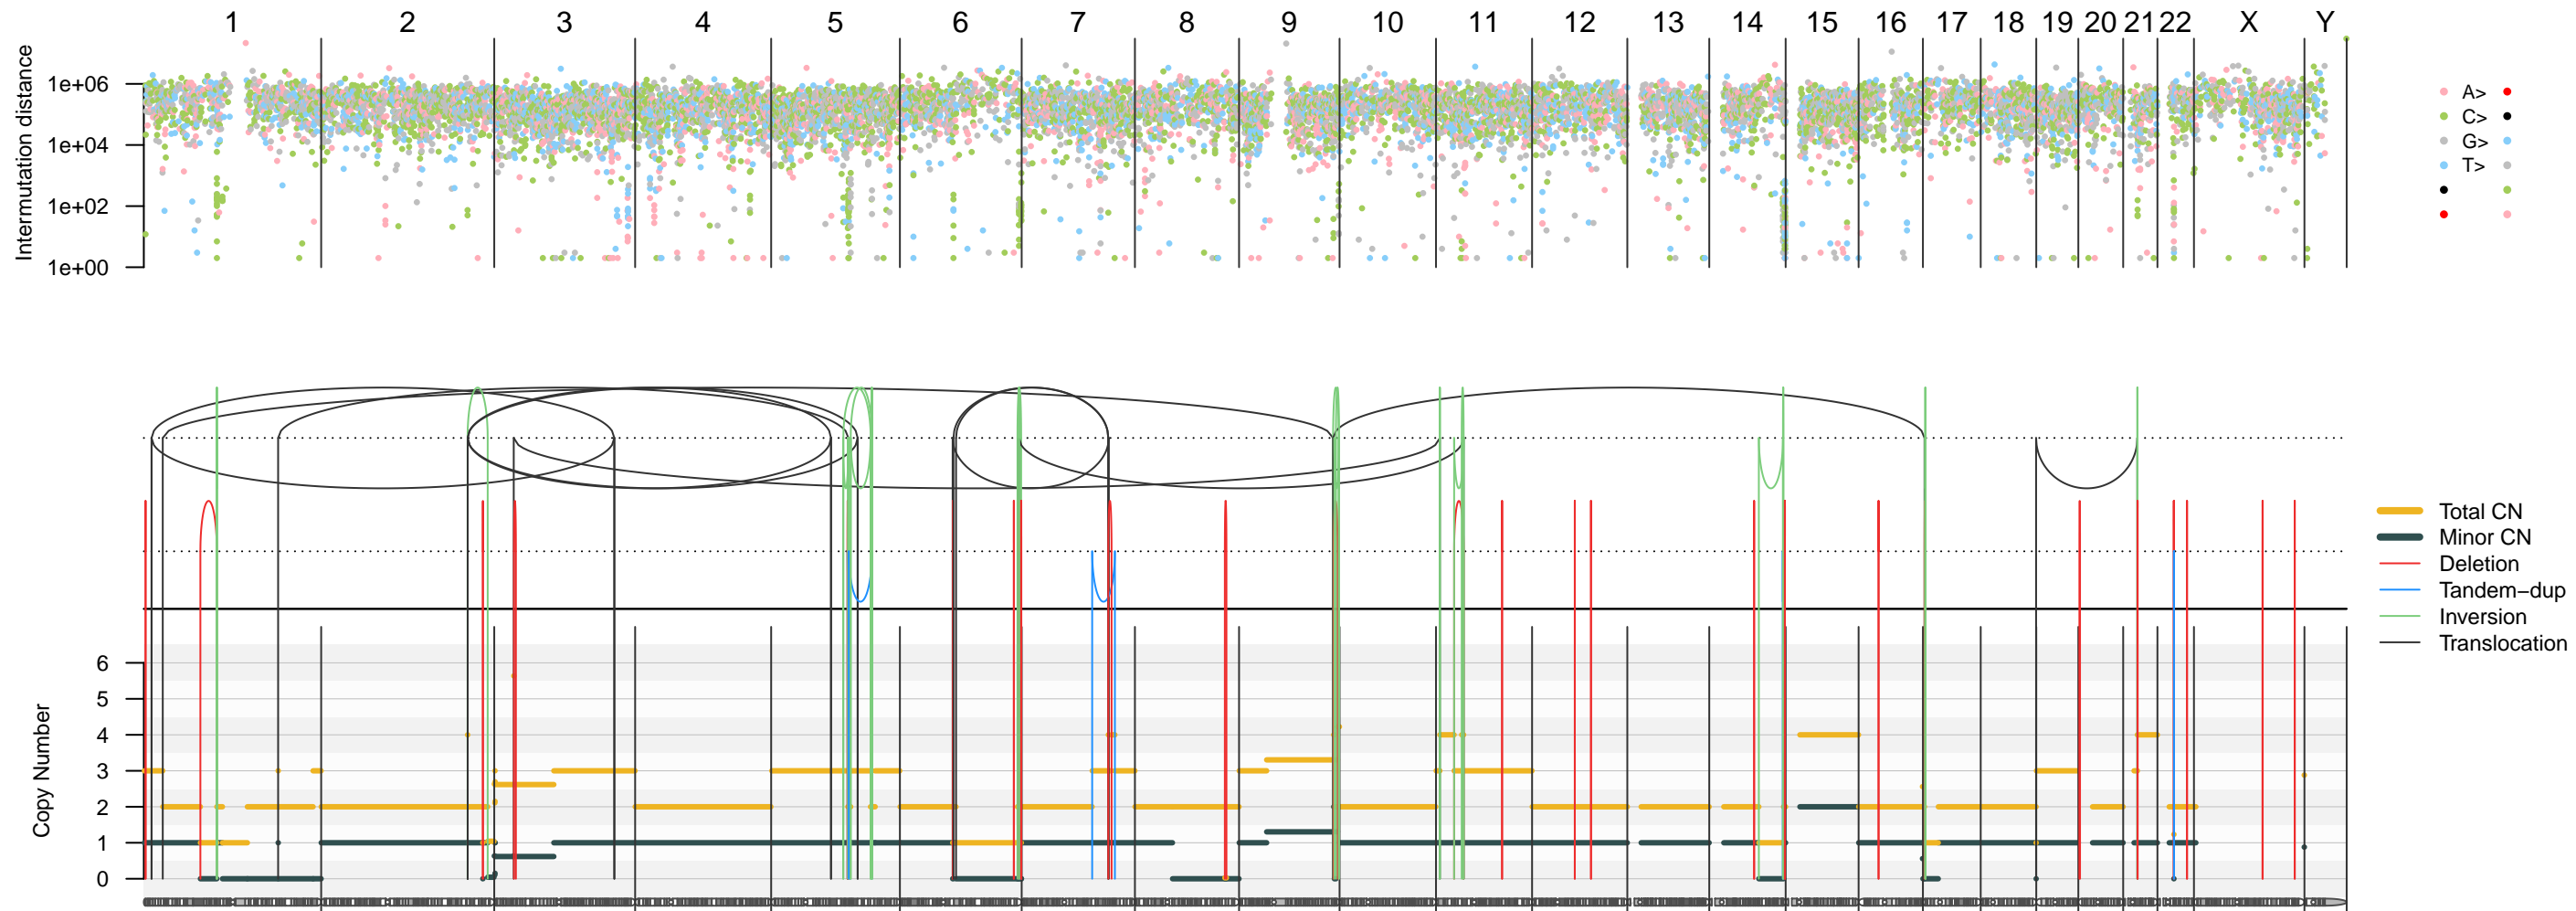 1 2 3 4 5 6 7 8 9 10 11 12 13 14 15 16 17 18 19 20 21 22 X Y
Intermutation distance
1e+06
1e+04
1e+02
1e+00
A>
C>
G>
T>
Copy Number
6
5
4
3
2
1
0
Total CN
Minor CN
Deletion
Tandem−dup
Inversion
Translocation